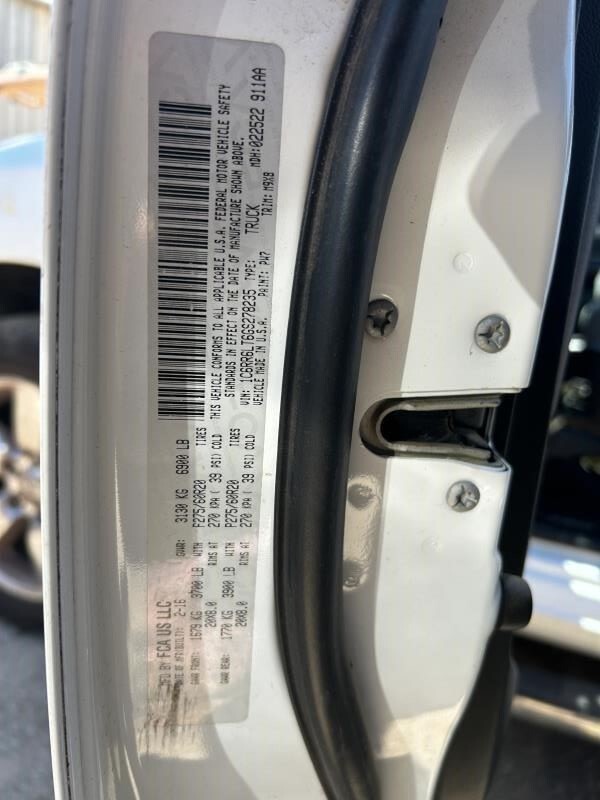 MFD BY FCA US LLC
DATE OF MFG: 2-16 GVWR: 3130 KG 6900 LB
GAWR FRONT: 1679 KG 3700 LB WITH P275/60R20 TIRES
20X8.0 RIMS AT 270 KPA ( 39 PSI) COLD
GAWR REAR: 1770 KG 3900 LB WITH P275/60R20 TIRES
20X8.0 RIMS AT 270 KPA ( 39 PSI) COLD
THIS VEHICLE CONFORMS TO ALL APPLICABLE U.S.A. FEDERAL MOTOR VEHICLE SAFETY
STANDARDS IN EFFECT ON THE DATE OF MANUFACTURE SHOWN ABOVE.
VIN: 1C6RR6LT6GS278235 TYPE: TRUCK MDH:022522 911AA
VEHICLE MADE IN U.S.A. PAINT: PW7 TRIM: M9X8